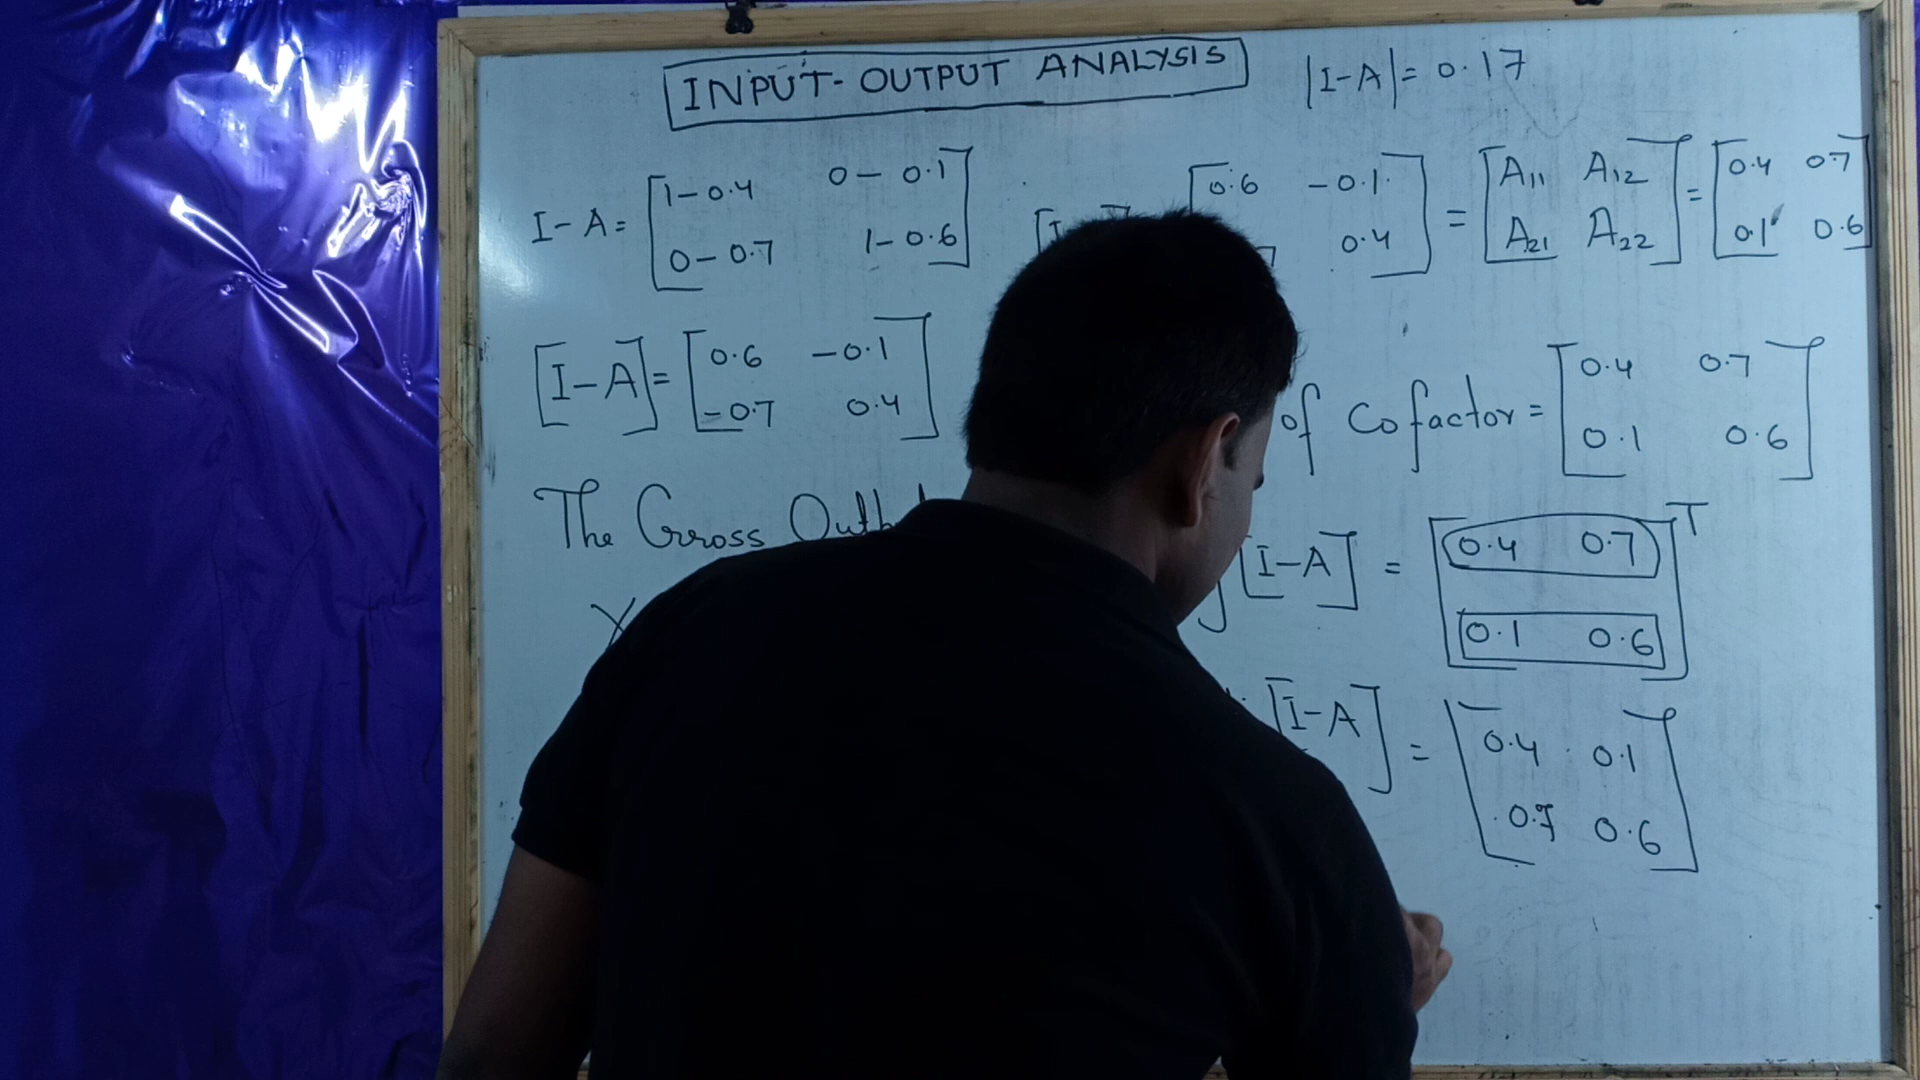 INPUT-OUTPUT ANALYSIS
|I-A|= 0.17
I-A= [1-0.4 0-0.1
0-0.7 1-0.6]
[0.6 -0.1
0.4] = [A11 A12
A21 A22] = [0.4 0.7
0.1 0.6]
[I-A]= [0.6 -0.1
-0.7 0.4]
of Cofactor= [0.4 0.7
0.1 0.6]
The Gross
X
[I-A] = [0.4 0.7
0.1 0.6]T
[I-A] = [0.4 0.1
0.7 0.6]